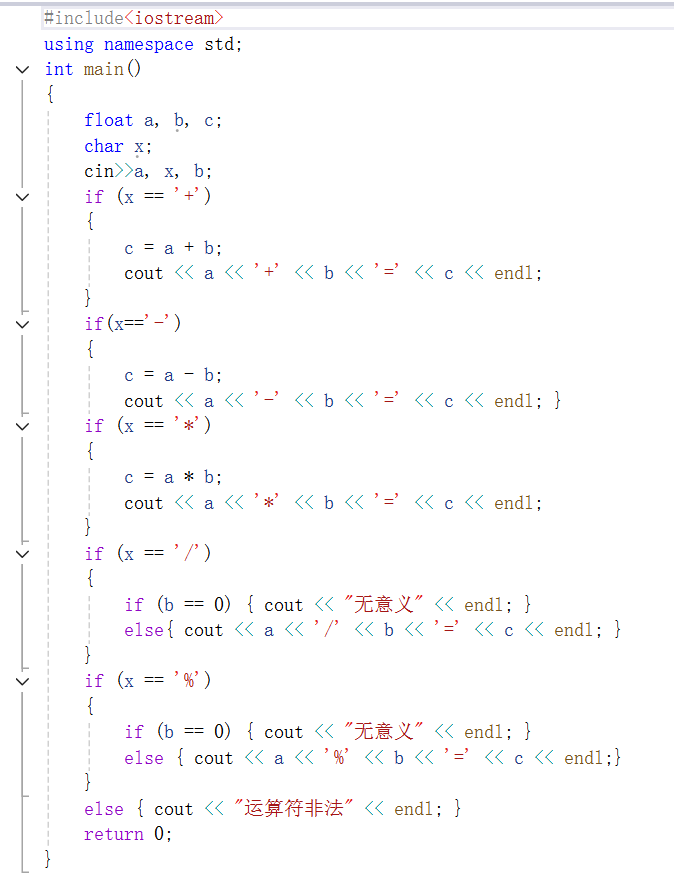 #include<iostream>
using namespace std;
int main()
{
float a, b, c;
char x;
cin>>a, x, b;
if (x == '+')
{
c = a + b;
cout << a << '+' << b << '=' << c << endl;
}
if(x=='-')
{
c = a - b;
cout << a << '-' << b << '=' << c << endl; }
if (x == '*')
{
c = a * b;
cout << a << '*' << b << '=' << c << endl;
}
if (x == '/')
{
if (b == 0) { cout << "无意义" << endl; }
else{ cout << a << '/' << b << '=' << c << endl; }
}
if (x == '%')
{
if (b == 0) { cout << "无意义" << endl; }
else { cout << a << '%' << b << '=' << c << endl;}
}
else { cout << "运算符非法" << endl; }
return 0;
}